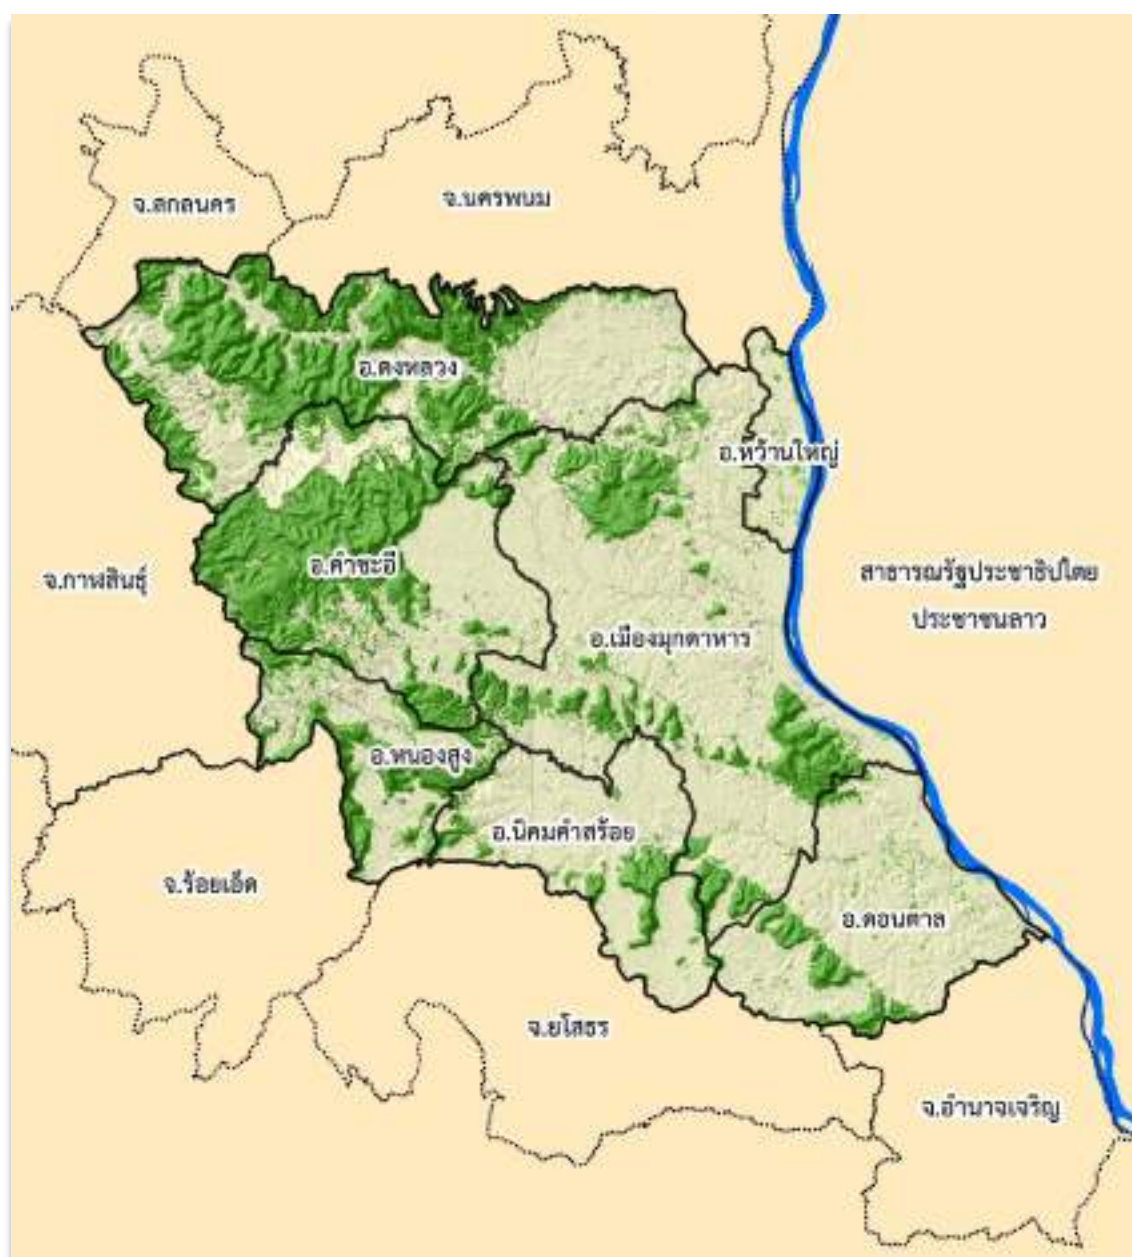 จ.สกลนคร
จ.นครพนม
อ.ดงหลวง
อ.หว้านใหญ่
อ.คำชะอี
จ.กาฬสินธุ์
สาธารณรัฐประชาธิปไตย
ประชาชนลาว
อ.เมืองมุกดาหาร
อ.หนองสูง
อ.นิคมคำสร้อย
จ.ร้อยเอ็ด
อ.ดอนตาล
จ.ยโสธร
จ.อำนาจเจริญ